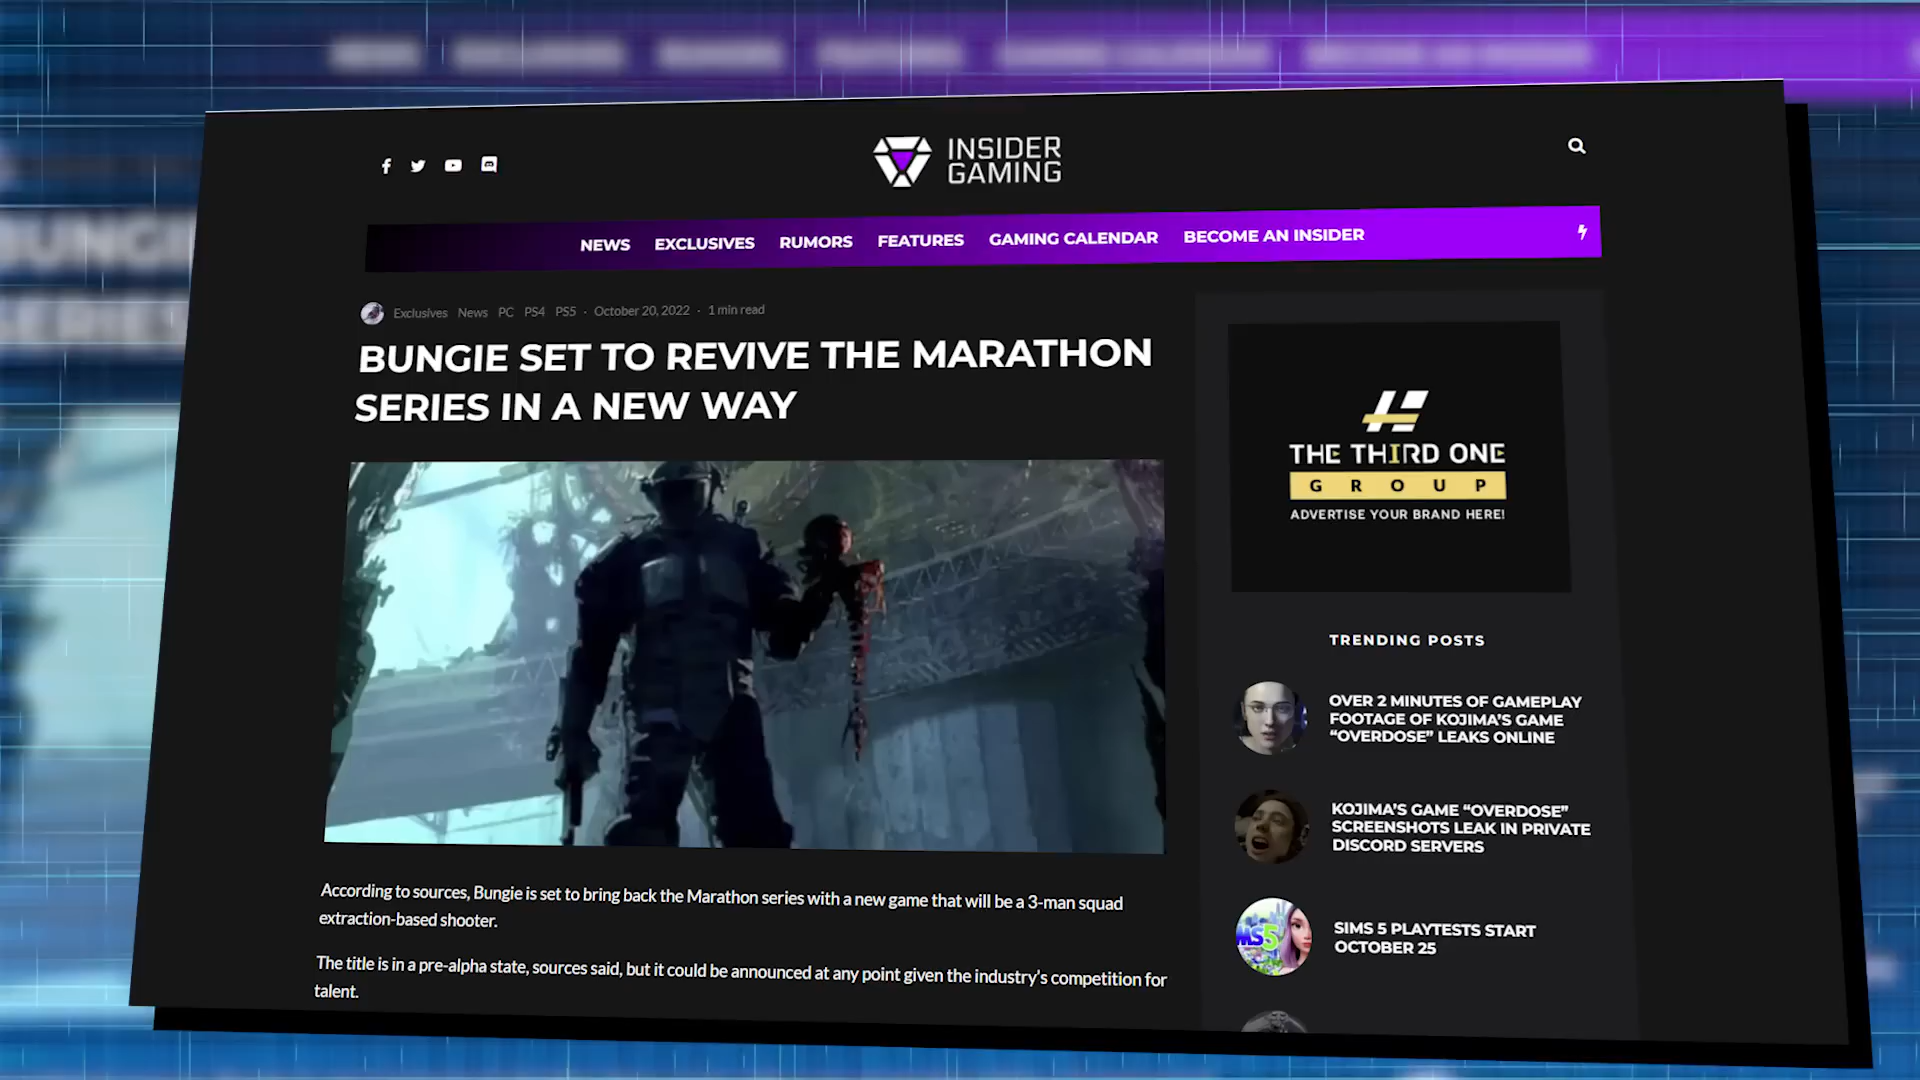 INSIDER
GAMING
NEWS EXCLUSIVES RUMORS FEATURES GAMING CALENDAR BECOME AN INSIDER
Exclusives News PC PS4 PS5 · October 20, 2022 · 1 min read
BUNGIE SET TO REVIVE THE MARATHON
SERIES IN A NEW WAY
According to sources, Bungie is set to bring back the Marathon series with a new game that will be a 3-man squad
extraction-based shooter.
The title is in a pre-alpha state, sources said, but it could be announced at any point given the industry's competition for
talent.
THE THIRD ONE
GROUP
ADVERTISE YOUR BRAND HERE!
TRENDING POSTS
OVER 2 MINUTES OF GAMEPLAY
FOOTAGE OF KOJIMA'S GAME
“OVERDOSE” LEAKS ONLINE
KOJIMA'S GAME “OVERDOSE”
SCREENSHOTS LEAK IN PRIVATE
DISCORD SERVERS
MS5
SIMS 5 PLAYTESTS START
OCTOBER 25
BUNGIE
SERIES